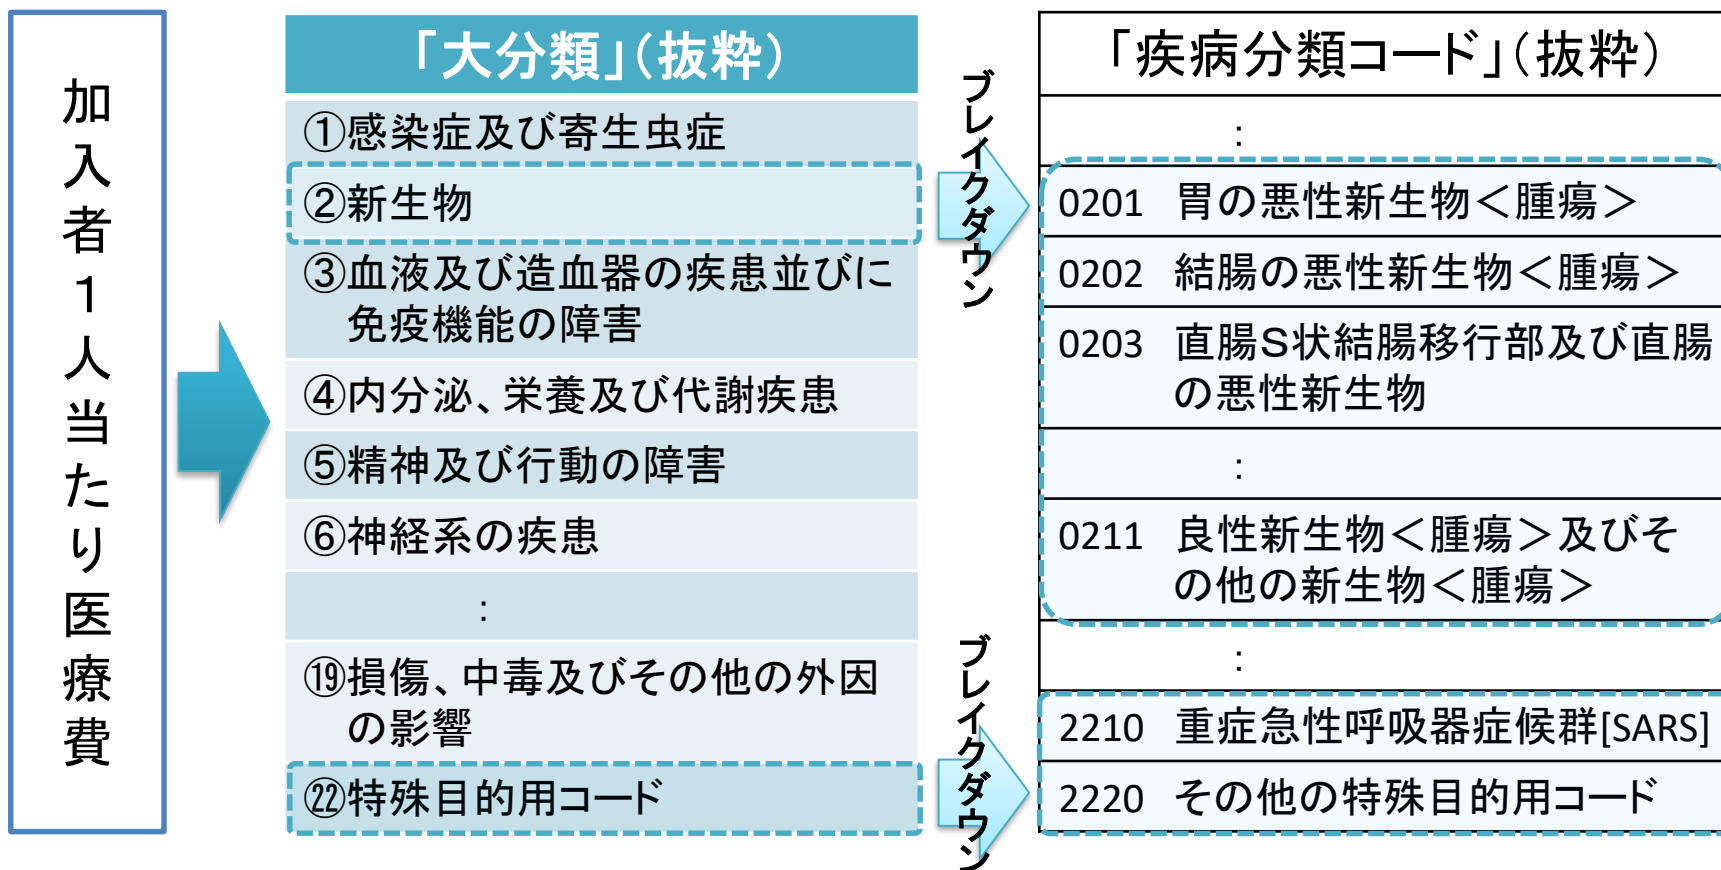 加入者１人当たり医療費
「大分類」（抜粋）
①感染症及び寄生虫症
②新生物
③血液及び造血器の疾患並びに
免疫機能の障害
④内分泌、栄養及び代謝疾患
⑤精神及び行動の障害
⑥神経系の疾患
：
⑲損傷、中毒及びその他の外因
の影響
㉒特殊目的用コード
ブレイクダウン
ブレイクダウン
「疾病分類コード」（抜粋）
：
0201 胃の悪性新生物＜腫瘍＞
0202 結腸の悪性新生物＜腫瘍＞
0203 直腸Ｓ状結腸移行部及び直腸
の悪性新生物
：
0211 良性新生物＜腫瘍＞及びそ
の他の新生物＜腫瘍＞
：
2210 重症急性呼吸器症候群[SARS]
2220 その他の特殊目的用コード